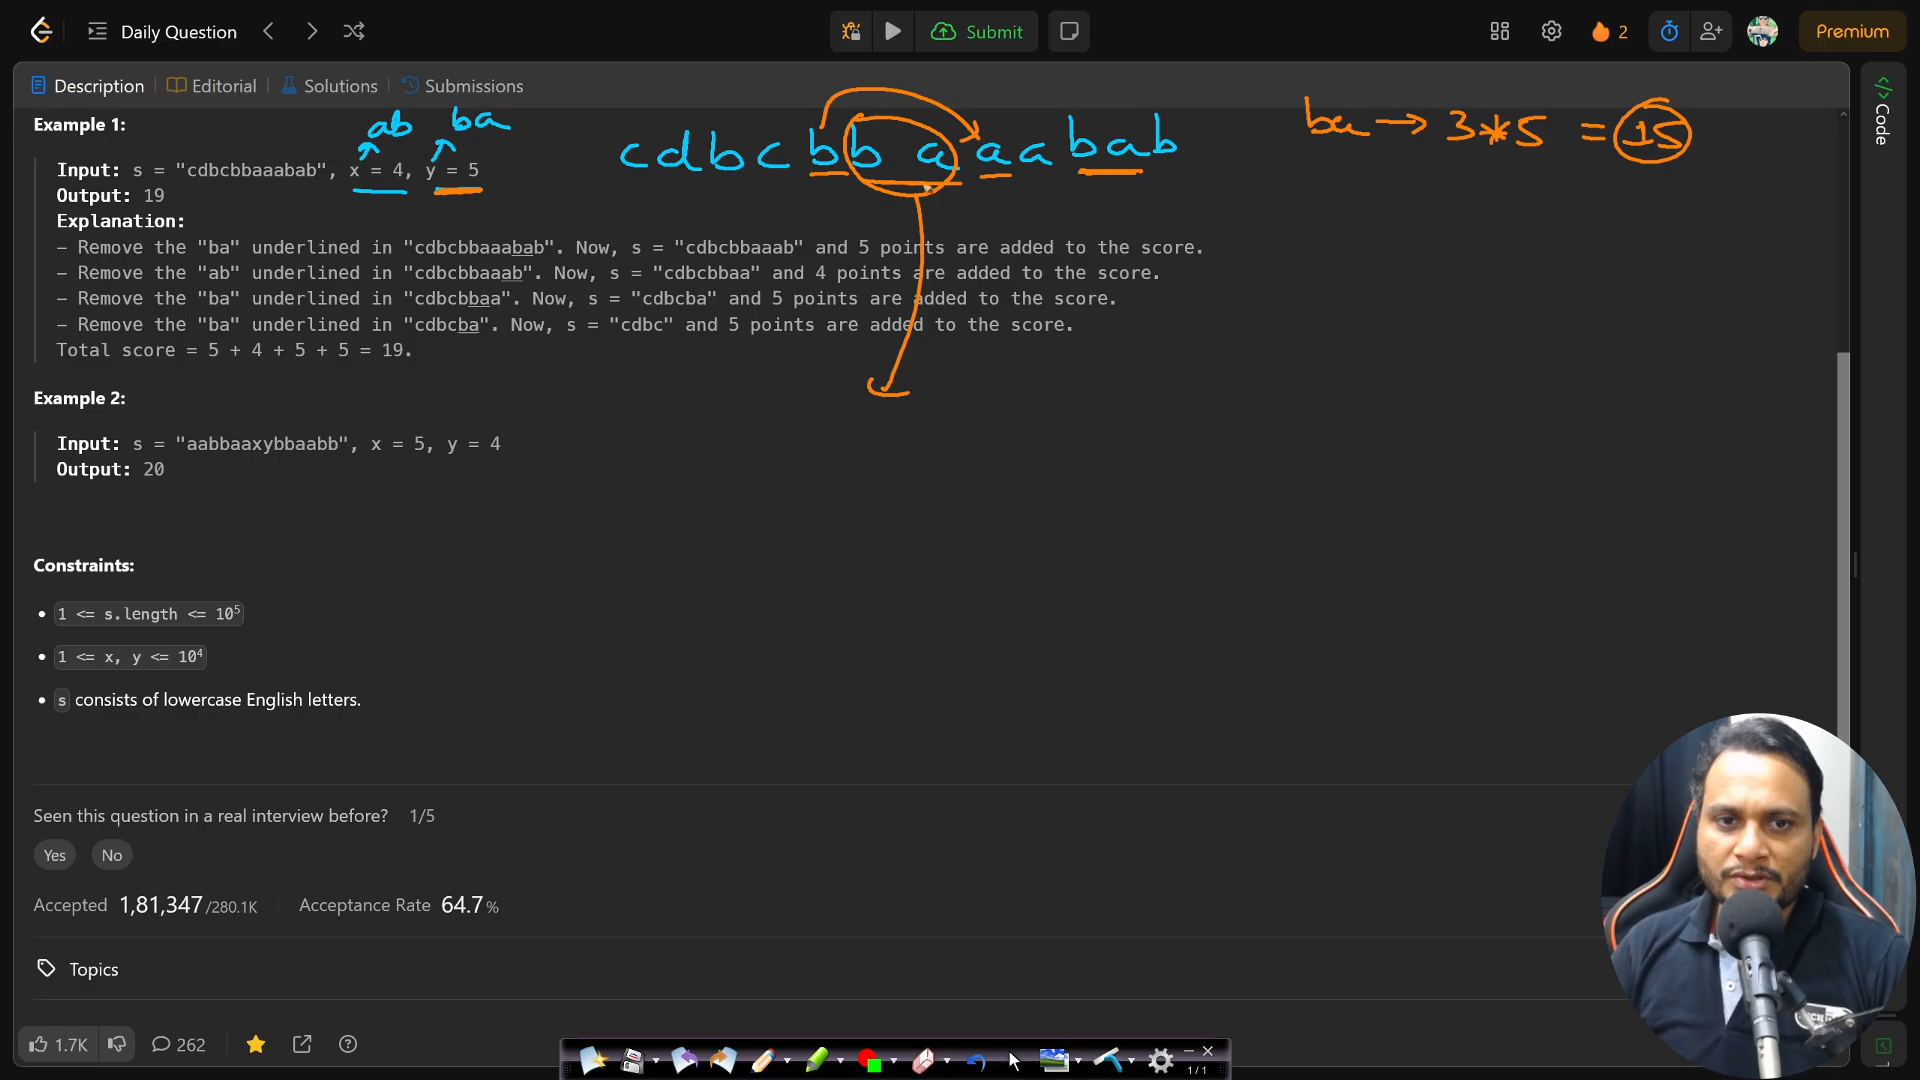 Daily Question
Submit
2
Premium
Description
Editorial
Solutions
Submissions
Code
ab ba
c d b c b b a a a b a b
ba → 3*5 = 15
Example 1:
Input: s = "cdbcbbaaabab", x = 4, y = 5
Output: 19
Explanation:
- Remove the "ba" underlined in "cdbcbbaaabab". Now, s = "cdbcbbaaab" and 5 points are added to the score.
- Remove the "ab" underlined in "cdbcbbaaab". Now, s = "cdbcbbaa" and 4 points are added to the score.
- Remove the "ba" underlined in "cdbcbbaa". Now, s = "cdbcba" and 5 points are added to the score.
- Remove the "ba" underlined in "cdbcba". Now, s = "cdbc" and 5 points are added to the score.
Total score = 5 + 4 + 5 + 5 = 19.
Example 2:
Input: s = "aabbaaxybbaabb", x = 5, y = 4
Output: 20
Constraints:
• 1 <= s.length <= 10⁵
• 1 <= x, y <= 10⁴
• s consists of lowercase English letters.
Seen this question in a real interview before? 1/5
Yes No
Accepted 1,81,347/280.1K Acceptance Rate 64.7%
Topics
1.7K 262
1/1